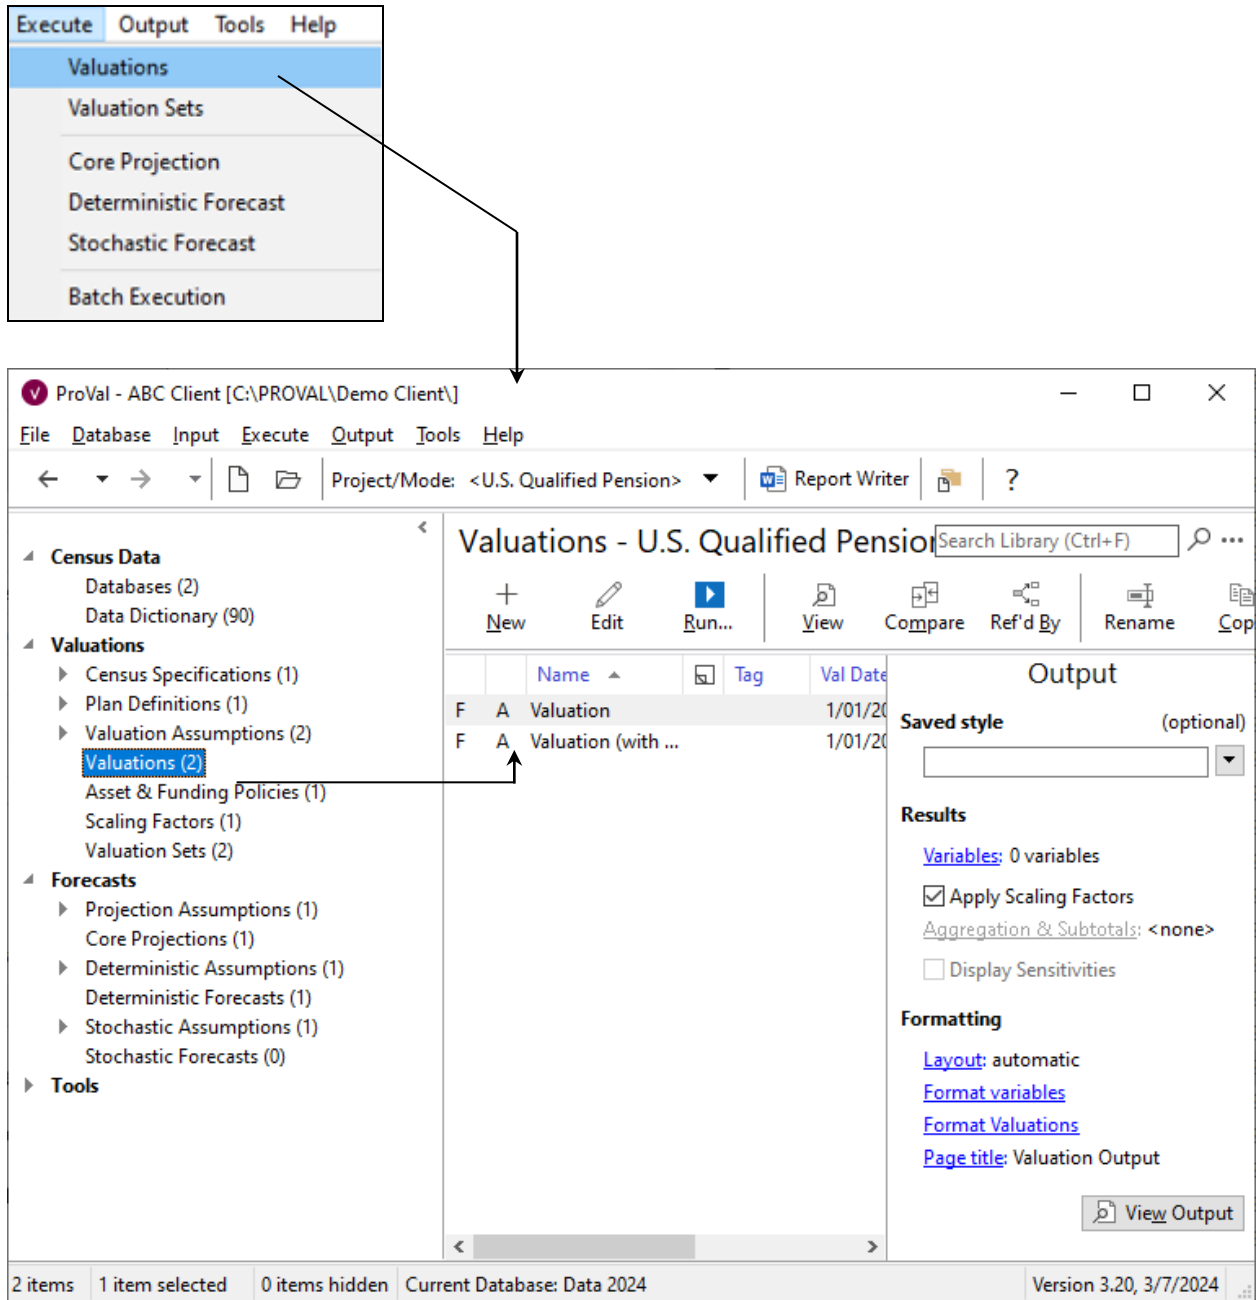 Execute Output Tools Help
Valuations
Valuation Sets
Core Projection
Deterministic Forecast
Stochastic Forecast
Batch Execution
V ProVal - ABC Client [C:\PROVAL\Demo Client\]
File Database Input Execute Output Tools Help
Project/Mode: <U.S. Qualified Pension> Report Writer ?
Census Data
Databases (2)
Data Dictionary (90)
Valuations
Census Specifications (1)
Plan Definitions (1)
Valuation Assumptions (2)
Valuations (2)
Asset & Funding Policies (1)
Scaling Factors (1)
Valuation Sets (2)
Forecasts
Projection Assumptions (1)
Core Projections (1)
Deterministic Assumptions (1)
Deterministic Forecasts (1)
Stochastic Assumptions (1)
Stochastic Forecasts (0)
Tools
Valuations - U.S. Qualified Pension Search Library (Ctrl+F)
New Edit Run... View Compare Ref'd By Rename Cop
Name Tag Val Date
F A Valuation 1/01/20
F A Valuation (with ... 1/01/20
Output
Saved style (optional)
Results
Variables: 0 variables
Apply Scaling Factors
Aggregation & Subtotals: <none>
Display Sensitivities
Formatting
Layout: automatic
Format variables
Format Valuations
Page title: Valuation Output
View Output
2 items 1 item selected 0 items hidden Current Database: Data 2024 Version 3.20, 3/7/2024